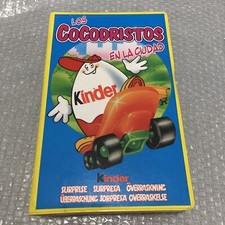 LOS
COCODRISTOS
EN LA CIUDAD
Kinder
Kinder
SURPRISE SURPRESA OVERRASKNING
ÜBERRASCHUNG SORPRESA OVERRASKELSE